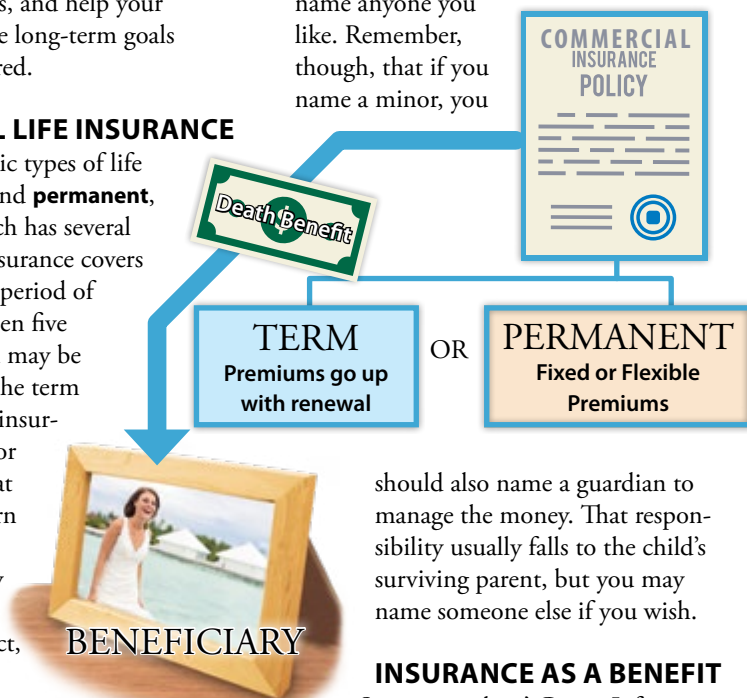 s, and help your
e long-term goals
red.
L LIFE INSURANCE
ic types of life
nd permanent,
ch has several
surance covers
period of
en five
may be
he term
insur-
or
at
rn
y
ct,
name anyone you
like. Remember,
though, that if you
name a minor, you
COMMERCIAL
INSURANCE
POLICY
Death Benefit
TERM
Premiums go up
with renewal
OR
PERMANENT
Fixed or Flexible
Premiums
BENEFICIARY
should also name a guardian to
manage the money. That respon-
sibility usually falls to the child’s
surviving parent, but you may
name someone else if you wish.
INSURANCE AS A BENEFIT